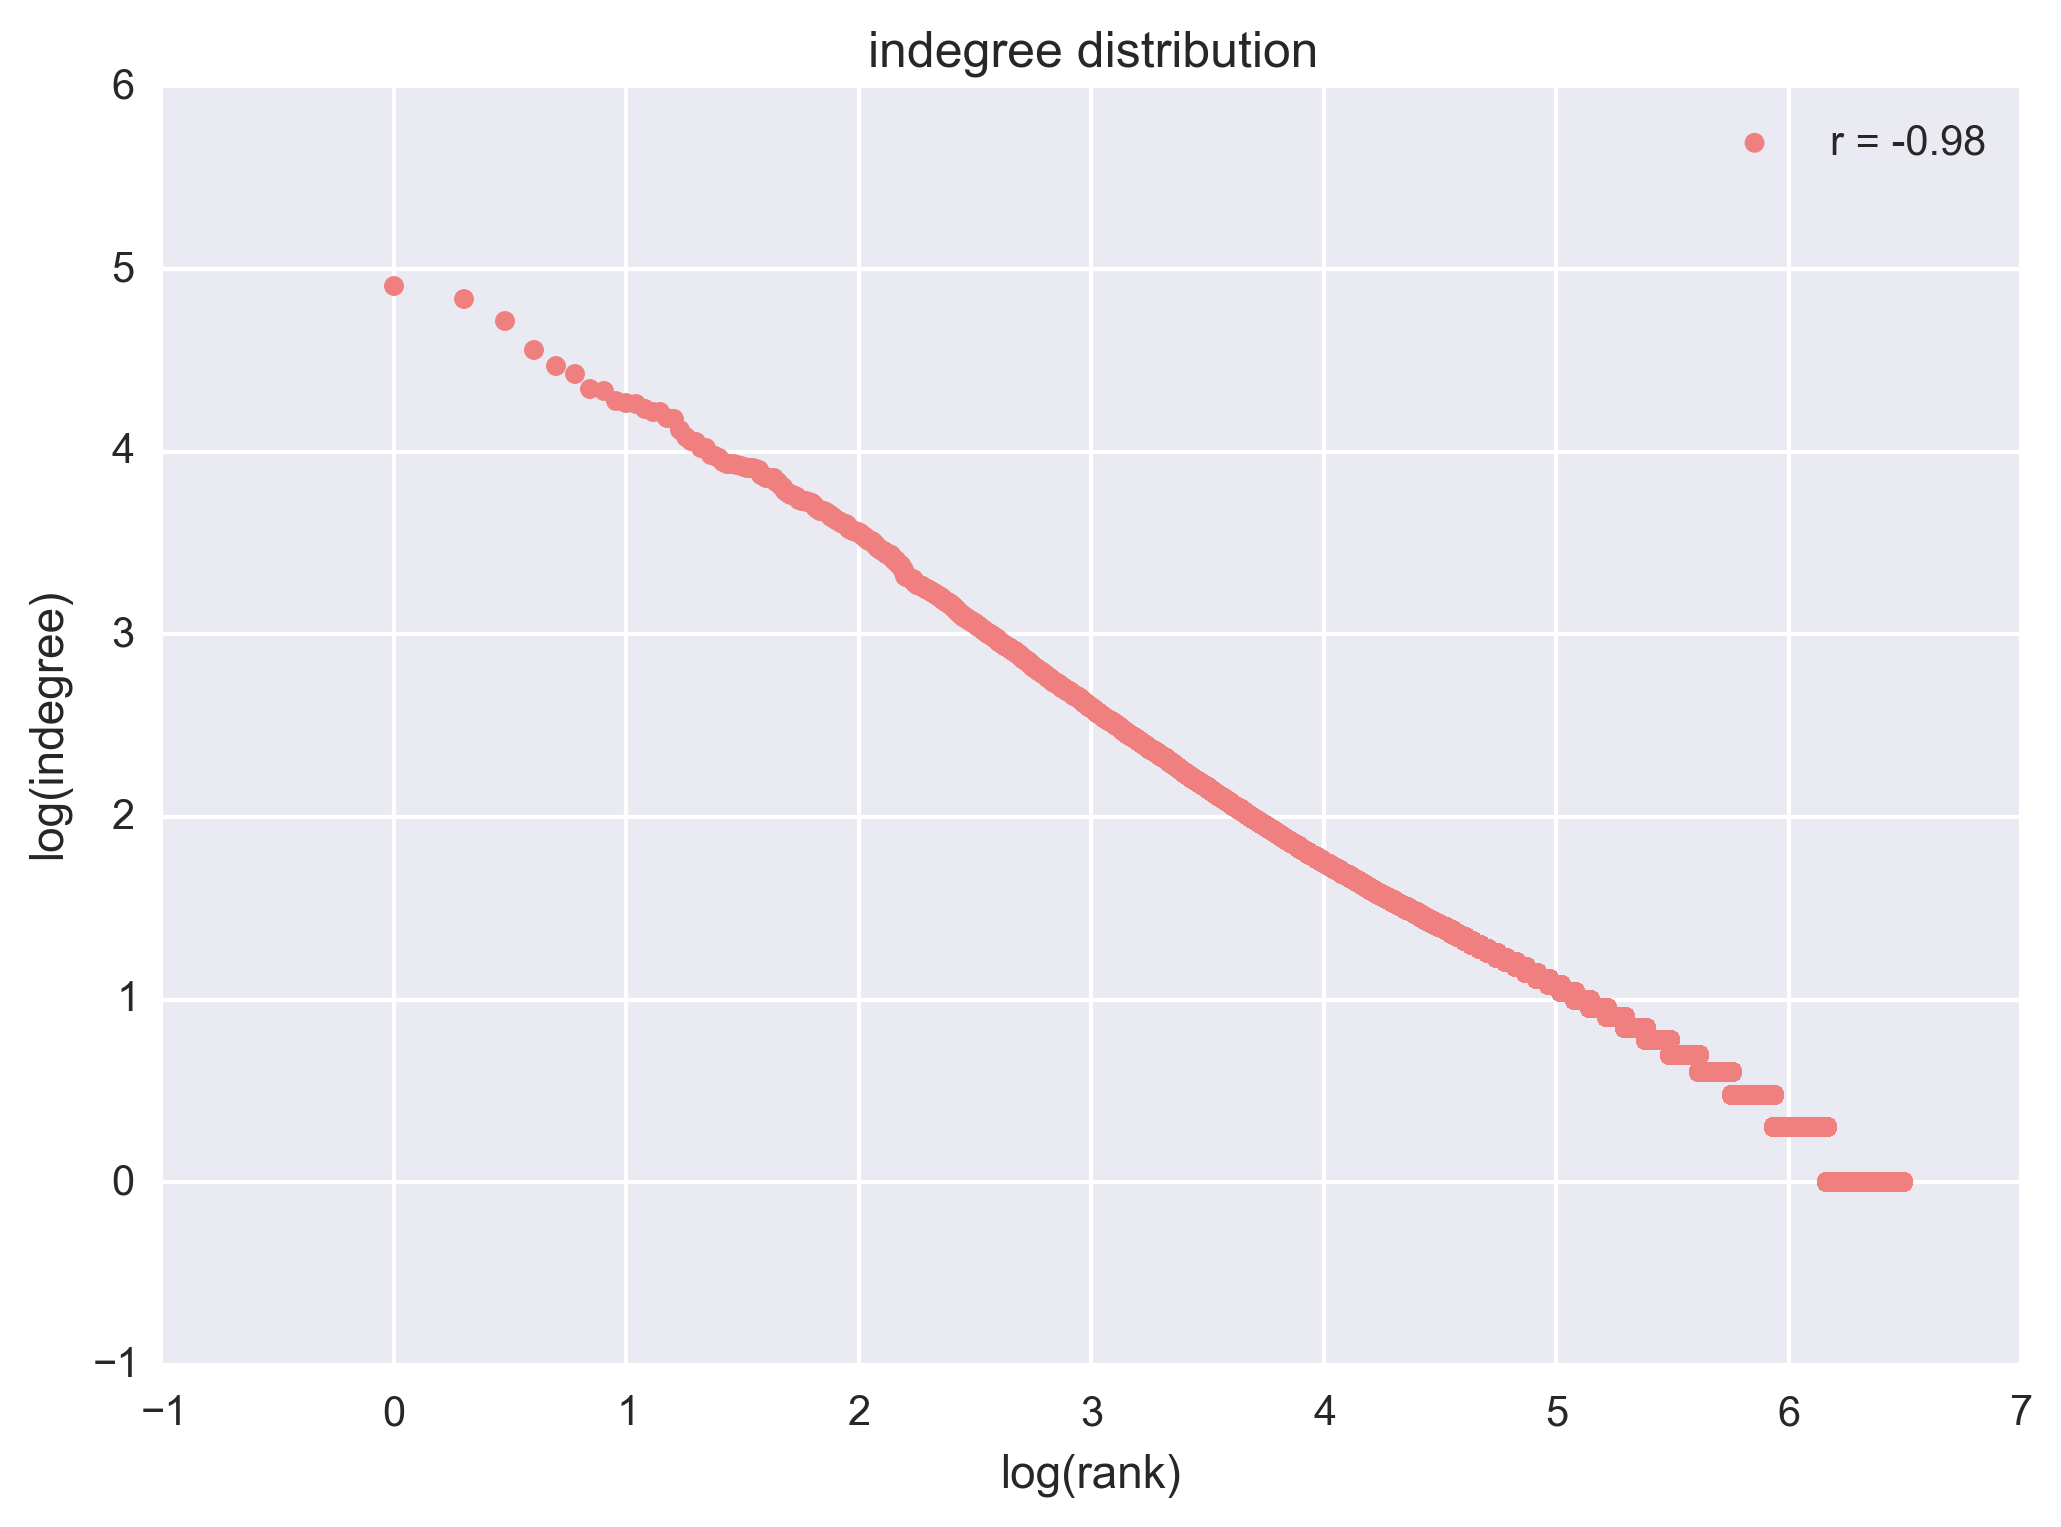 indegree distribution
r = -0.98
6
5
4
3
2
1
0
−1
log(indegree)
−1 0 1 2 3 4 5 6 7
log(rank)